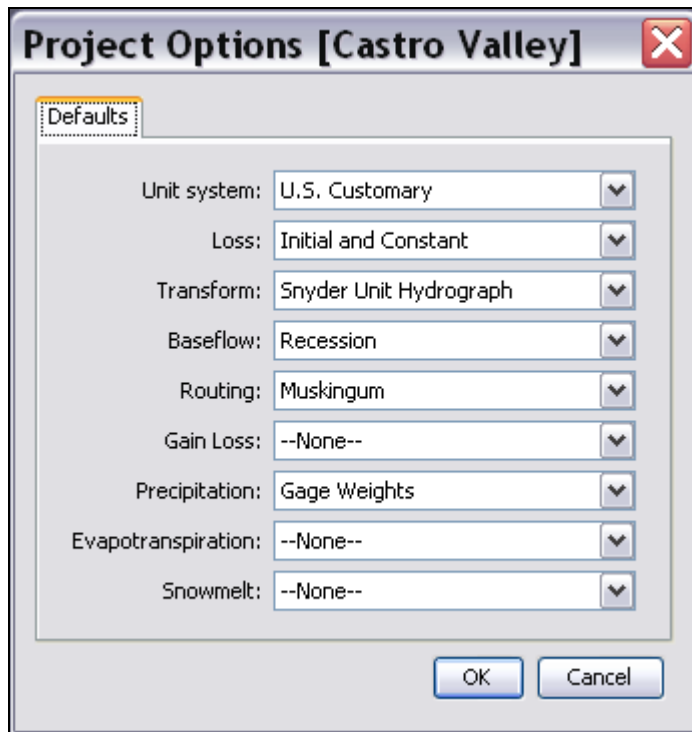 Project Options [Castro Valley]
Defaults
Unit system: U.S. Customary
Loss: Initial and Constant
Transform: Snyder Unit Hydrograph
Baseflow: Recession
Routing: Muskingum
Gain Loss: --None--
Precipitation: Gage Weights
Evapotranspiration: --None--
Snowmelt: --None--
OK Cancel